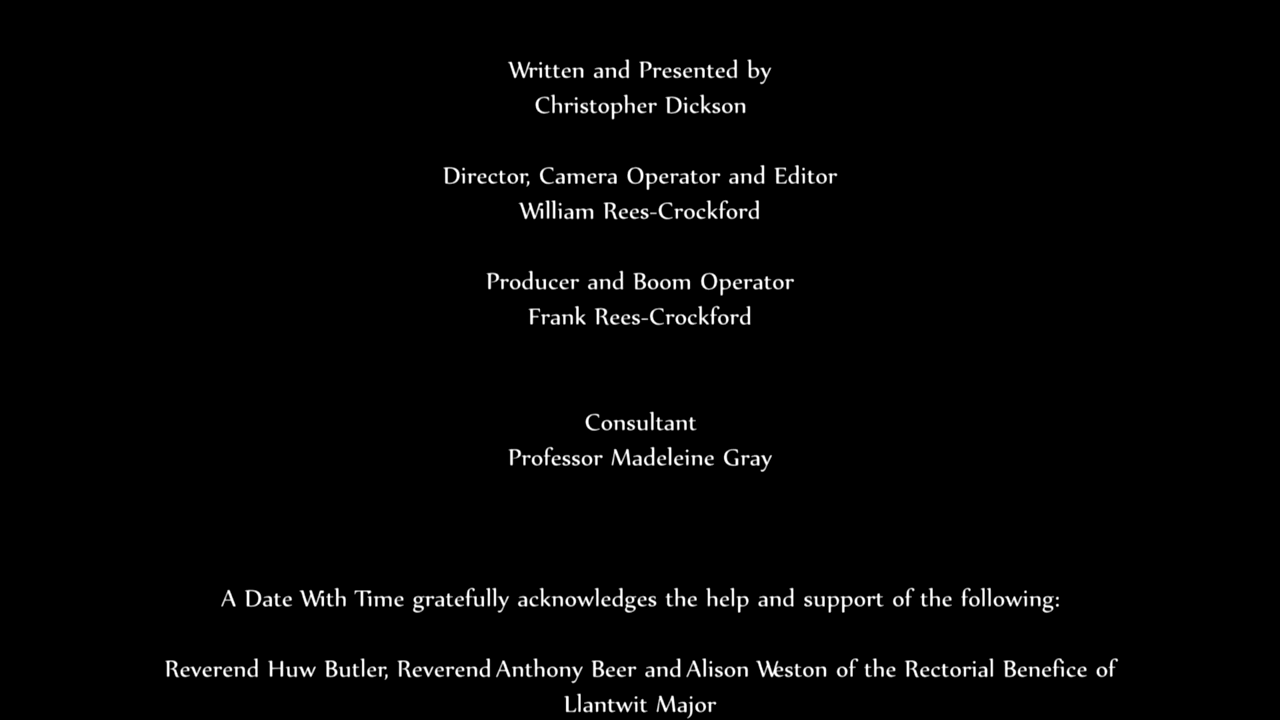 Written and Presented by
Christopher Dickson
Director, Camera Operator and Editor
William Rees-Crockford
Producer and Boom Operator
Frank Rees-Crockford
Consultant
Professor Madeleine Gray
A Date With Time gratefully acknowledges the help and support of the following:
Reverend Huw Butler, Reverend Anthony Beer and Alison Weston of the Rectorial Benefice of
Llantwit Major